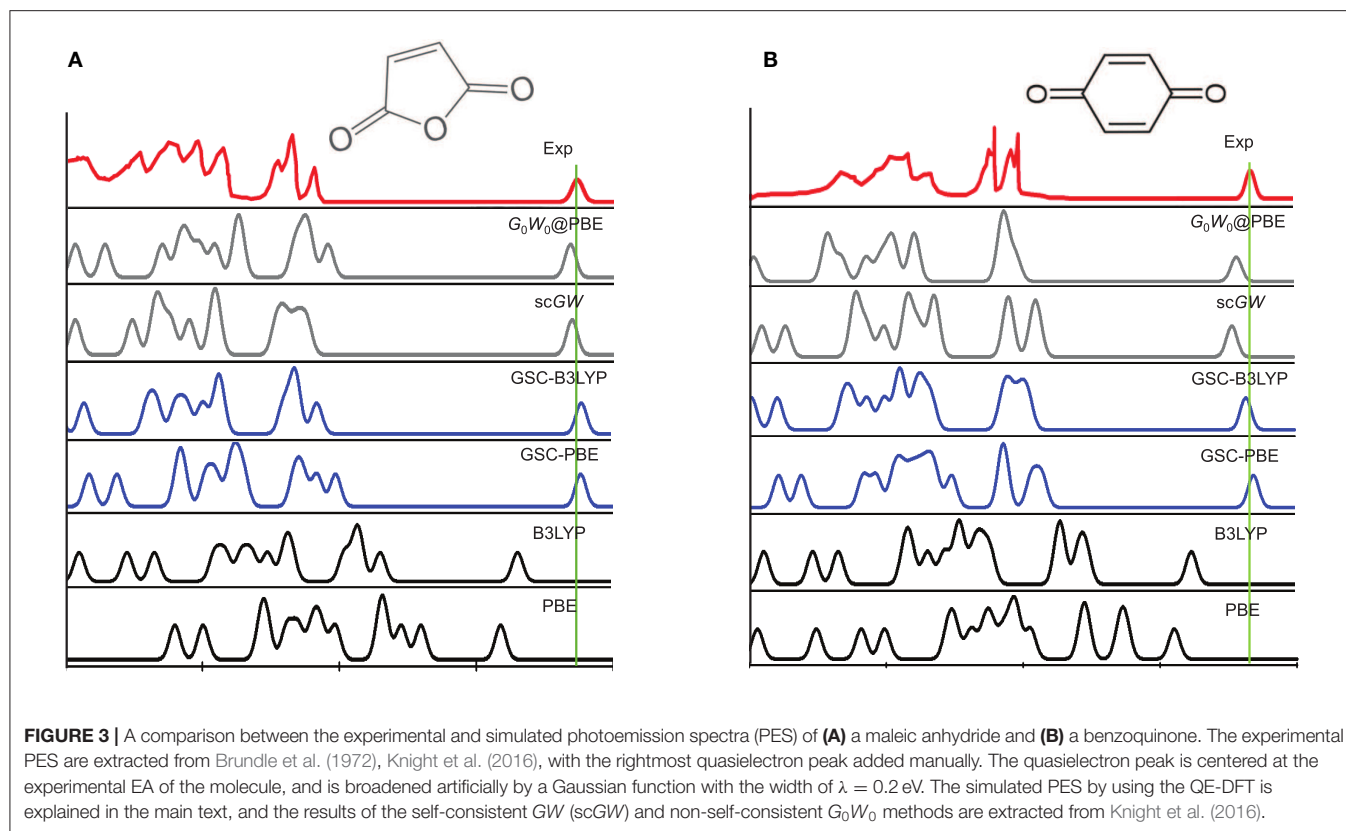 A
O
O
O
Exp
G₀W₀@PBE
scGW
GSC-B3LYP
GSC-PBE
B3LYP
PBE
B
O
O
Exp
G₀W₀@PBE
scGW
GSC-B3LYP
GSC-PBE
B3LYP
PBE
FIGURE 3 | A comparison between the experimental and simulated photoemission spectra (PES) of (A) a maleic anhydride and (B) a benzoquinone. The experimental
PES are extracted from Brundle et al. (1972), Knight et al. (2016), with the rightmost quasielectron peak added manually. The quasielectron peak is centered at the
experimental EA of the molecule, and is broadened artificially by a Gaussian function with the width of λ = 0.2 eV. The simulated PES by using the QE-DFT is
explained in the main text, and the results of the self-consistent GW (scGW) and non-self-consistent G₀W₀ methods are extracted from Knight et al. (2016).